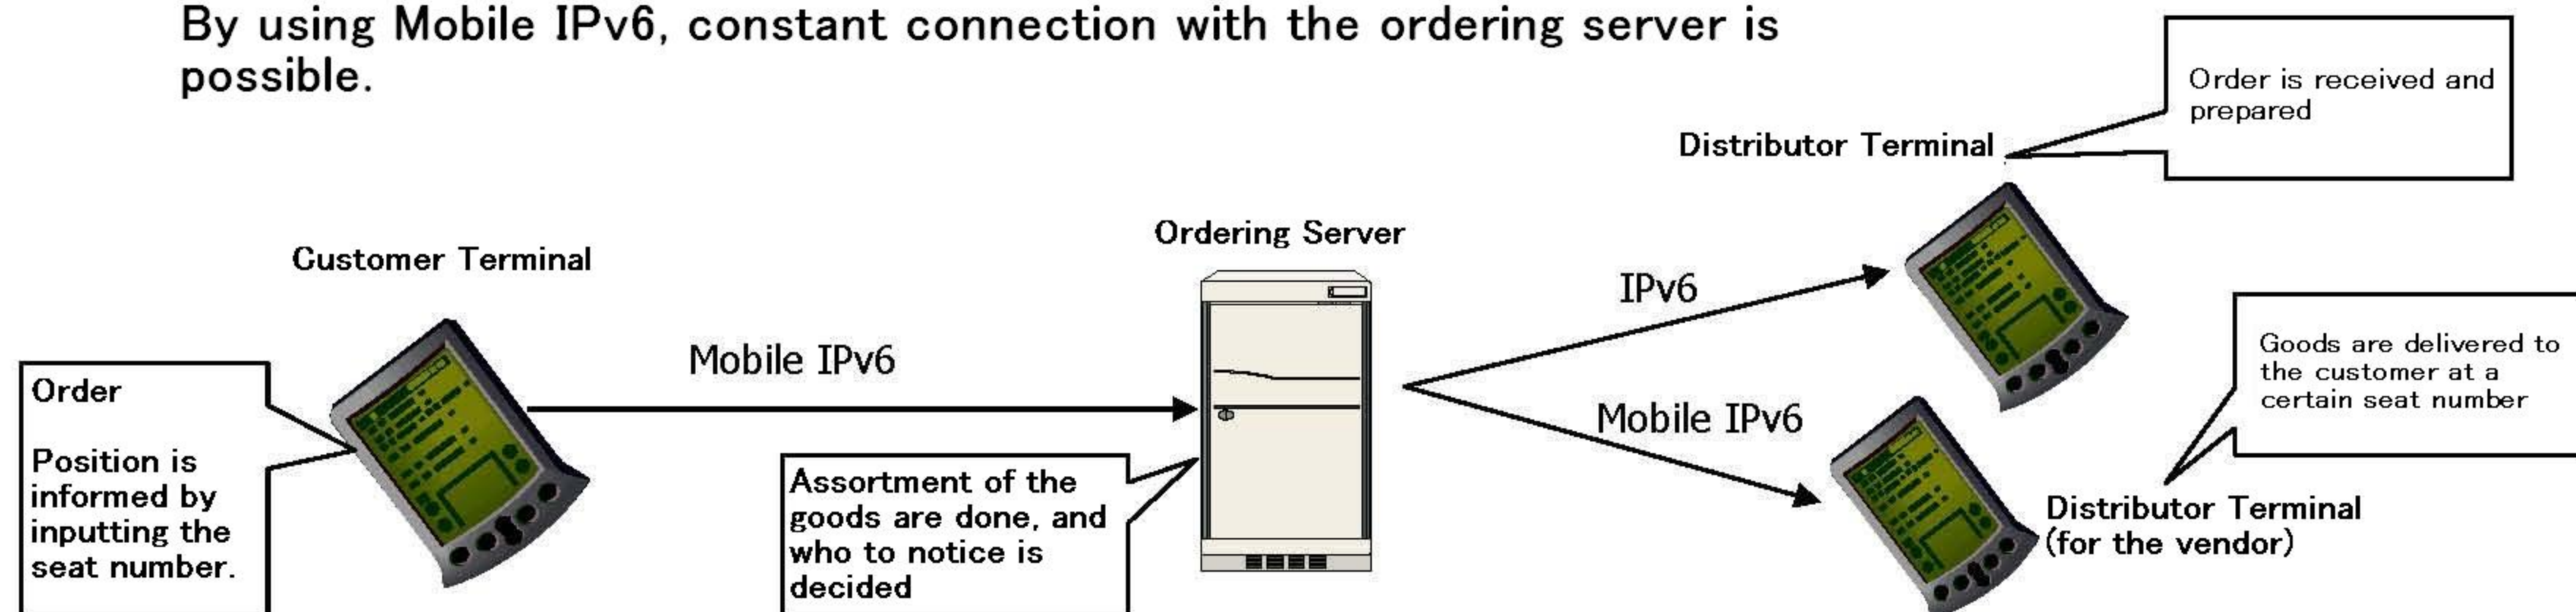 By using Mobile IPv6, constant connection with the ordering server is
possible.
Order is received and
prepared
Distributor Terminal
Ordering Server
Customer Terminal
IPv6
Mobile IPv6
Goods are delivered to
the customer at a
certain seat number
Order
Position is
informed by
inputting the
seat number.
Mobile IPv6
Assortment of the
goods are done, and
who to notice is
decided
Distributor Terminal
(for the vendor)